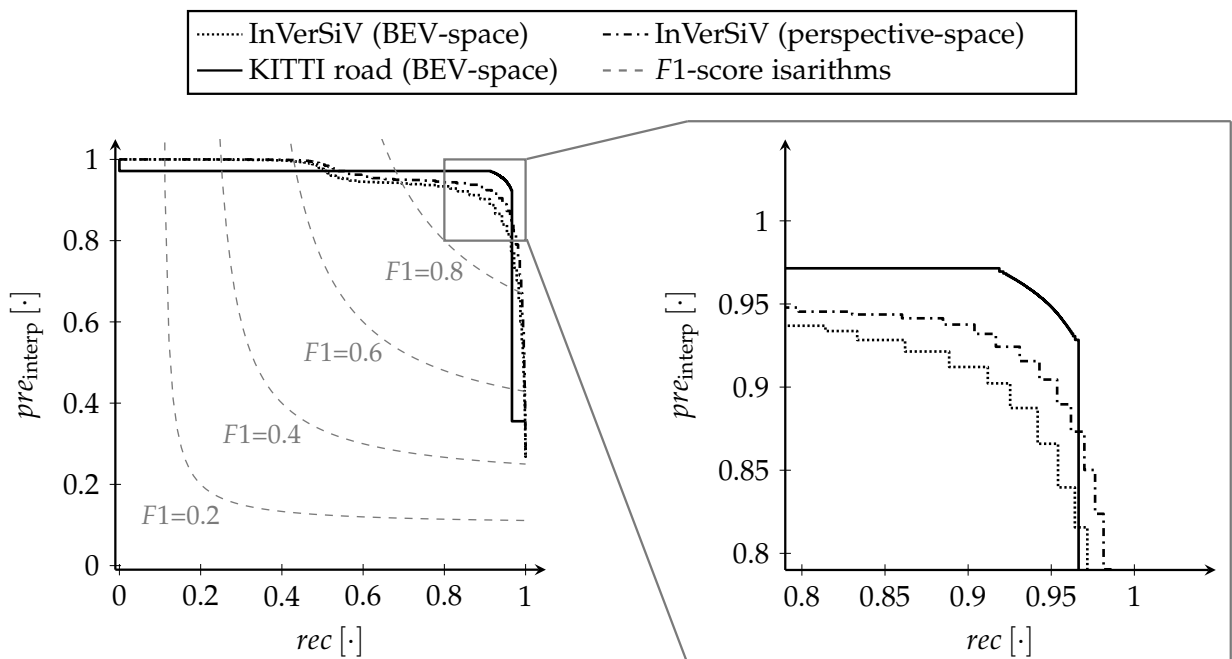 InVerSiV (BEV-space) InVerSiV (perspective-space)
KITTI road (BEV-space) F1-score isarithms
1
0.8
0.6
0.4
0.2
0
pre_interp [·]
F1=0.8
F1=0.6
F1=0.4
F1=0.2
0 0.2 0.4 0.6 0.8 1
rec [·]
1
0.95
0.9
0.85
0.8
pre_interp [·]
0.8 0.85 0.9 0.95 1
rec [·]